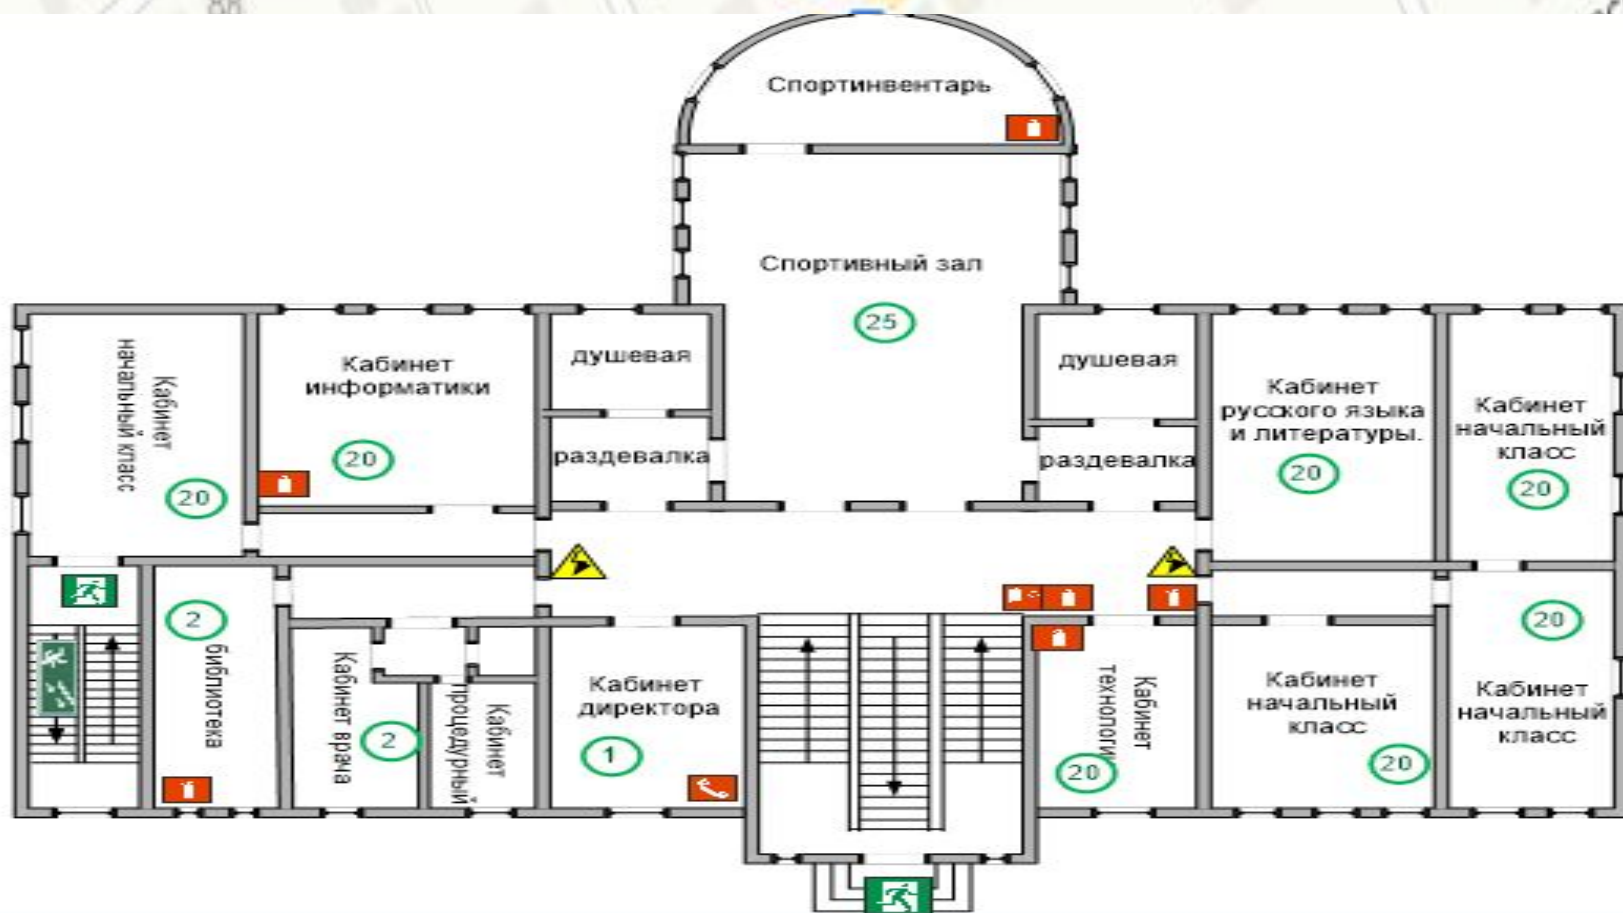 Спортинвентарь
Спортивный зал
25
Кабинет
начальный класс
20
Кабинет
информатики
20
душевая
раздевалка
душевая
раздевалка
Кабинет
русского языка
и литературы.
20
Кабинет
начальный
класс
20
2
библиотека
Кабинет врача
2
Кабинет
процедурный
Кабинет
директора
1
Кабинет
технологи
20
Кабинет
начальный
класс
20
20
Кабинет
начальный
класс